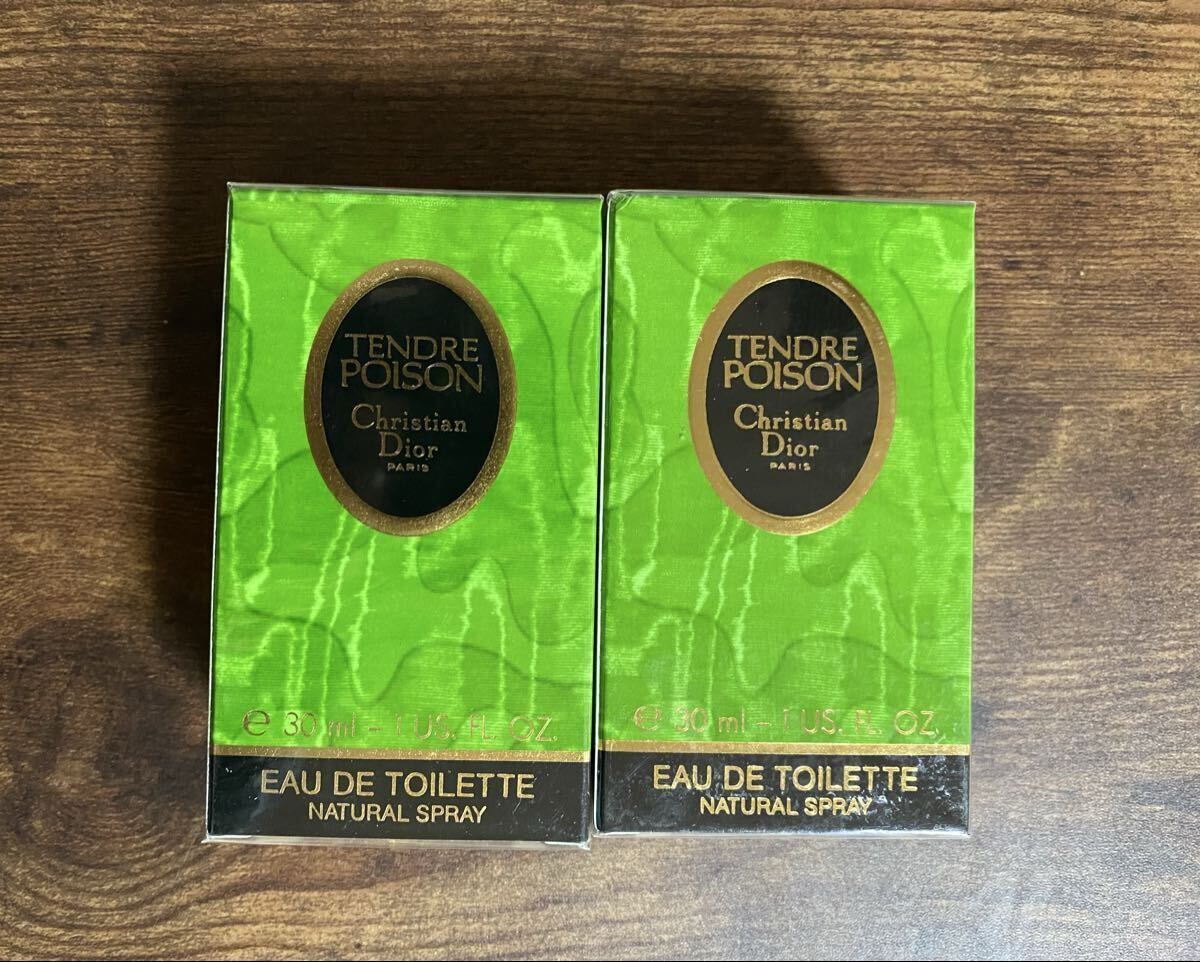 TENDRE
POISON
Christian
Dior
PARIS
e 30 ml – 1 US. FL. OZ.
EAU DE TOILETTE
NATURAL SPRAY
TENDRE
POISON
Christian
Dior
PARIS
e 30 ml – 1 US. FL. OZ.
EAU DE TOILETTE
NATURAL SPRAY